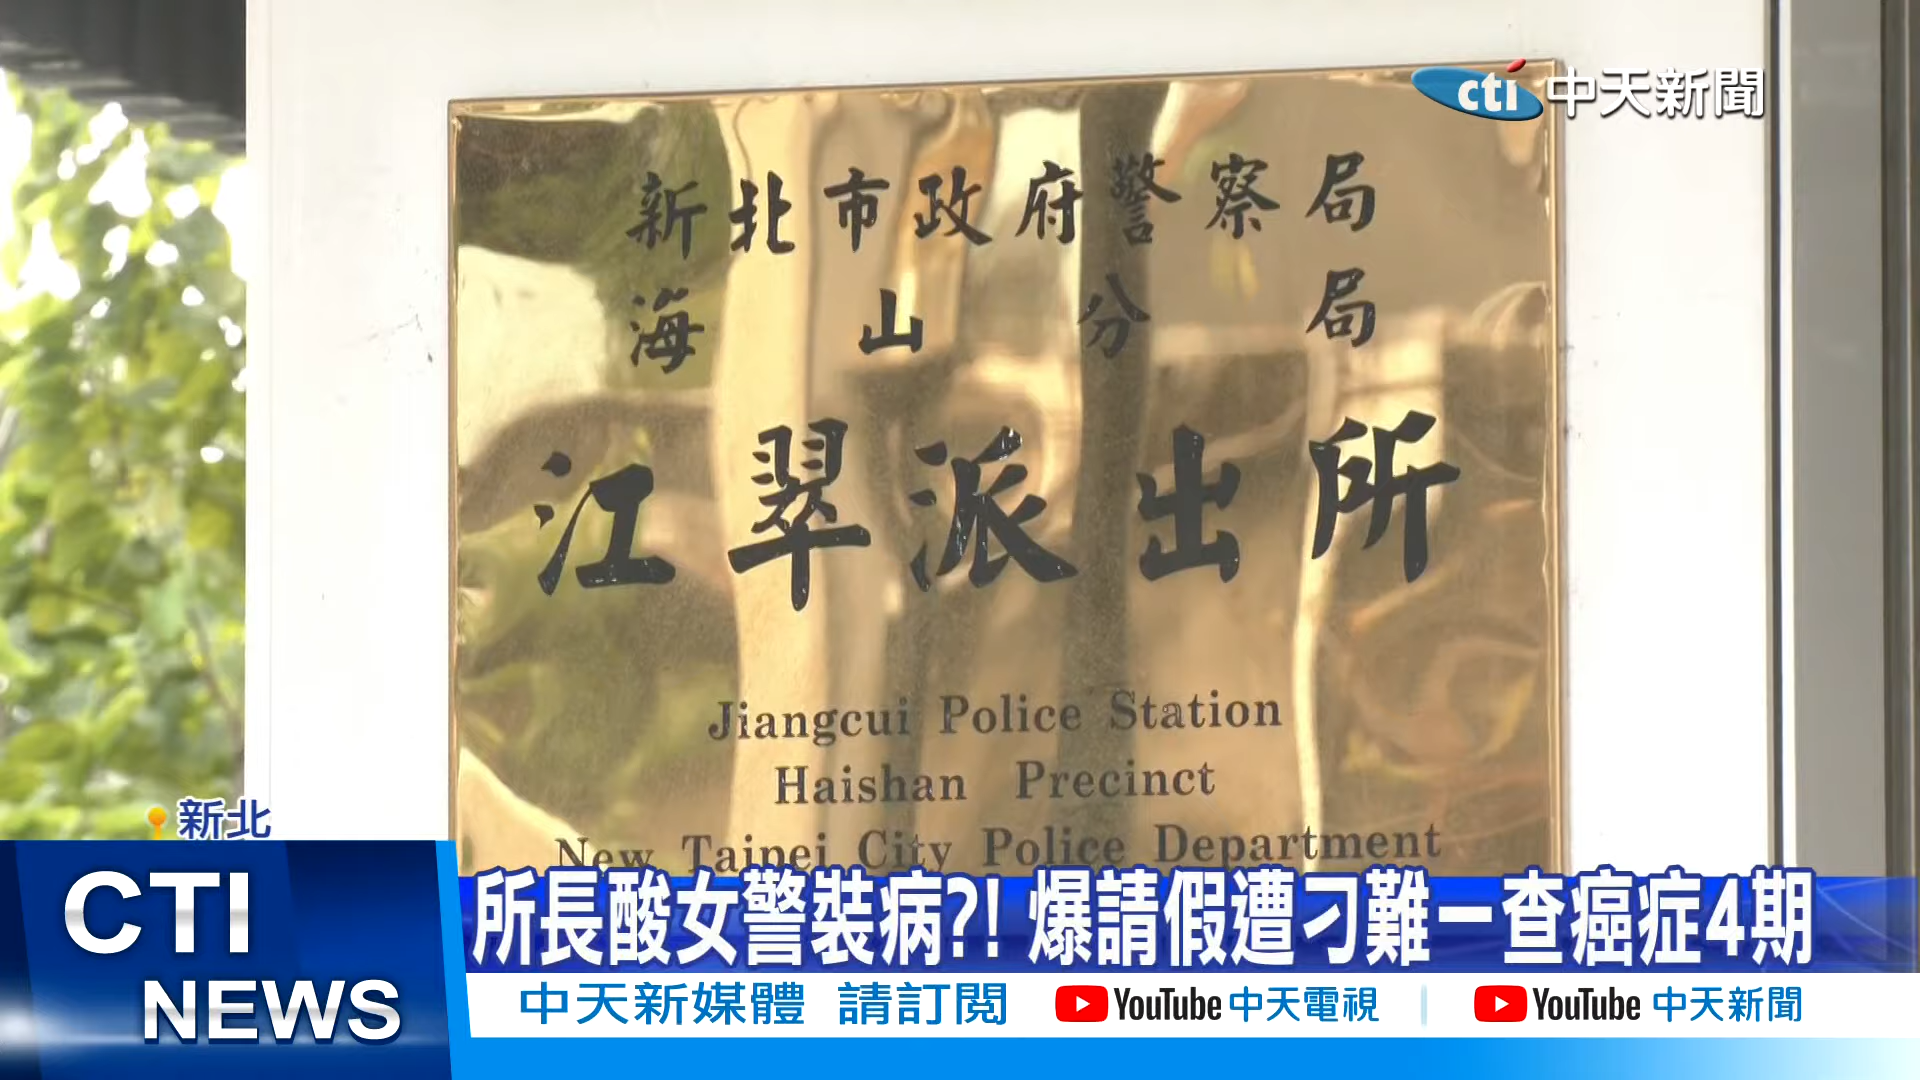 cti 中天新聞
新北市政府警察局
海山分局
江翠派出所
Jiangcui Police Station
Haishan Precinct
New Taipei City Police Department
新北
CTI
NEWS
所長酸女警裝病?! 爆請假遭刁難一查癌症4期
中天新媒體 請訂閱 YouTube 中天電視 | YouTube 中天新聞